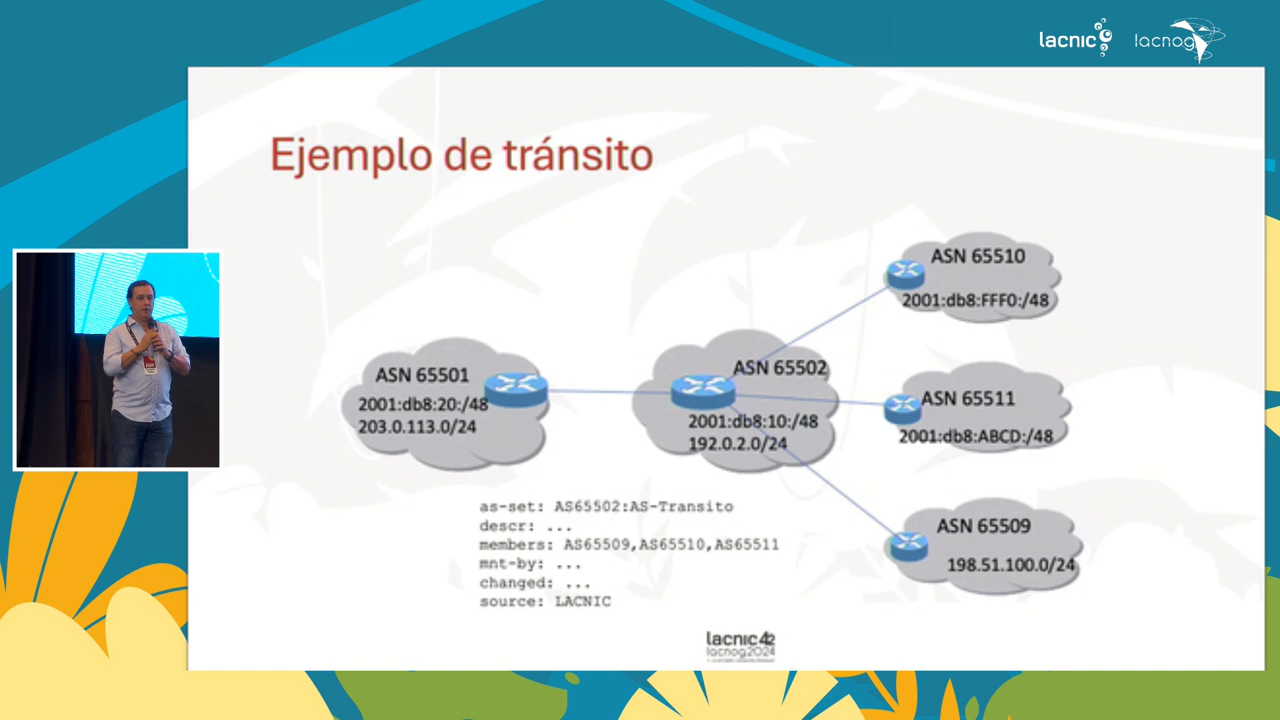 lacnic
lacnog
Ejemplo de tránsito
ASN 65510
2001:db8:FFF0:/48
ASN 65501
2001:db8:20:/48
203.0.113.0/24
ASN 65502
2001:db8:10:/48
192.0.2.0/24
ASN 65511
2001:db8:ABCD:/48
ASN 65509
198.51.100.0/24
as-set: AS65502:AS-Transito
descr: ...
members: AS65509,AS65510,AS65511
mnt-by: ...
changed: ...
source: LACNIC
lacnic42
lacnog2024